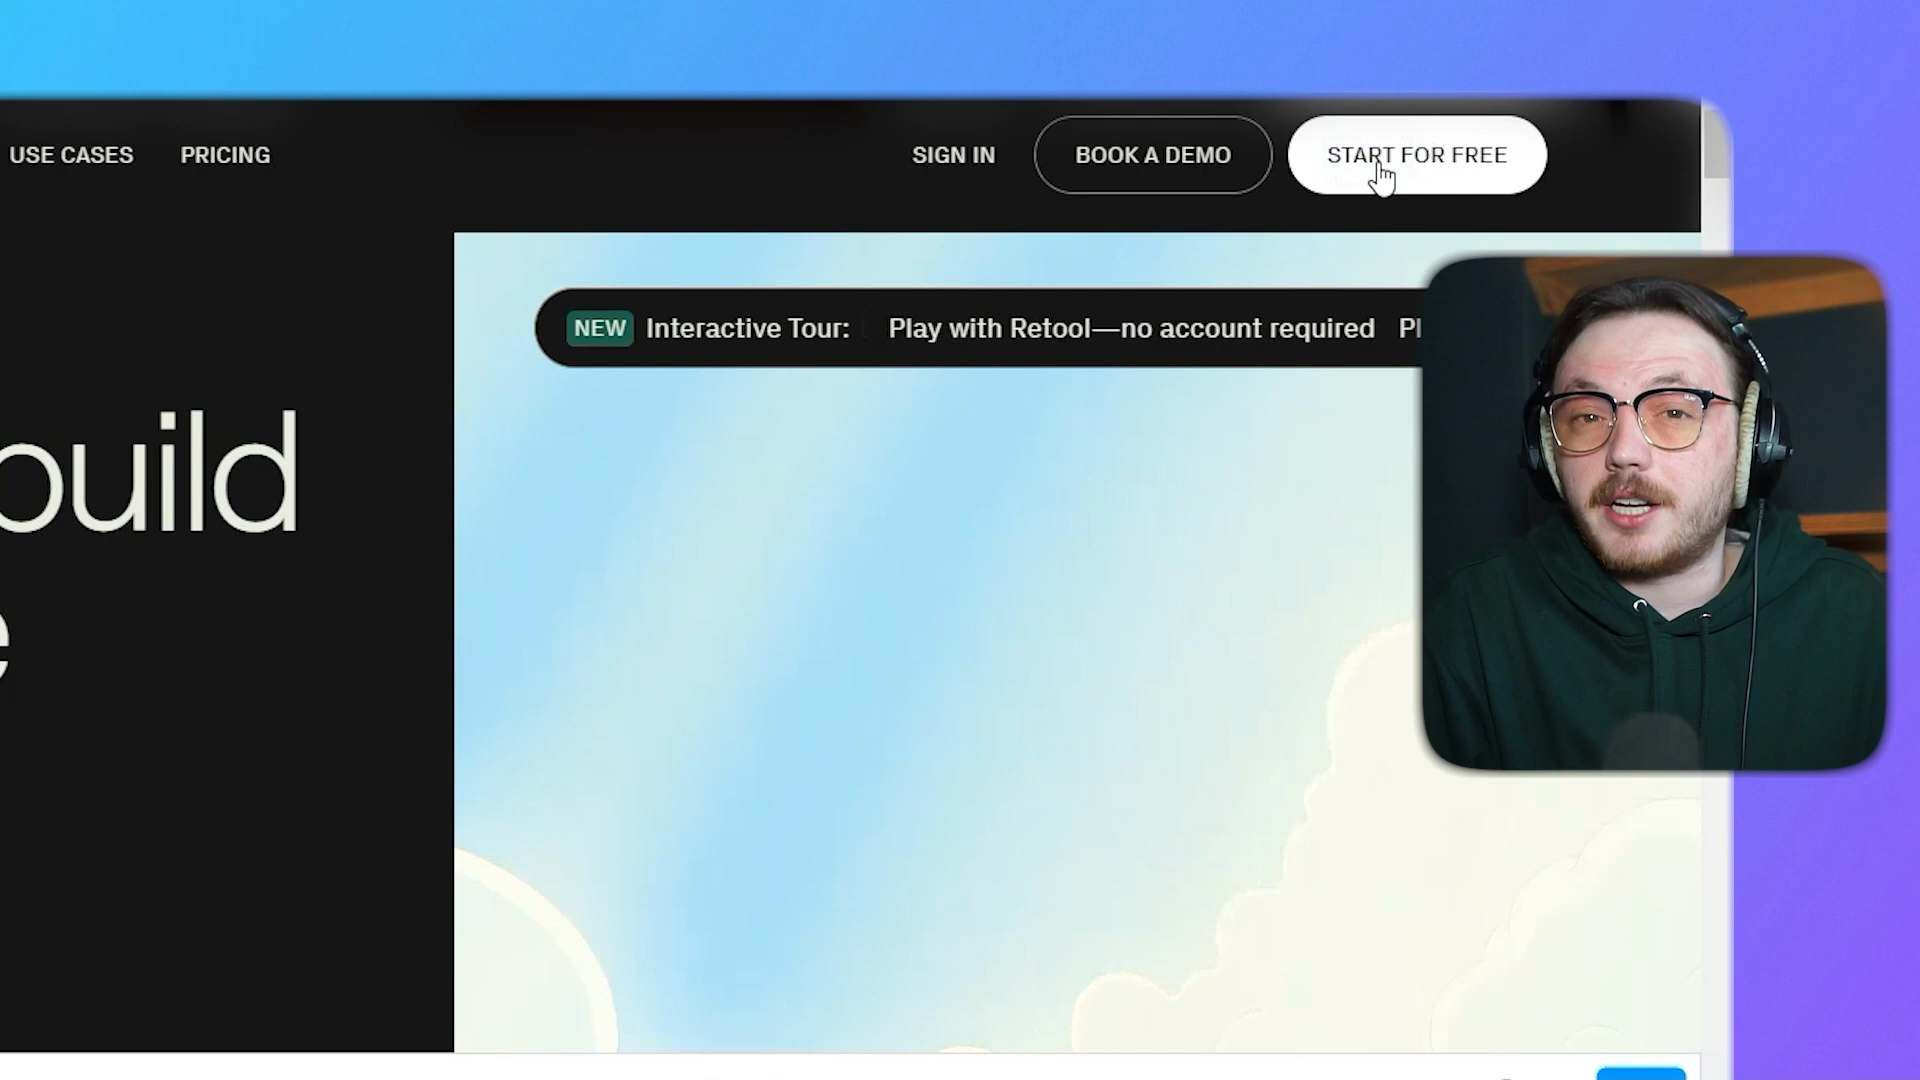 USE CASES PRICING SIGN IN BOOK A DEMO START FOR FREE
NEW Interactive Tour: Play with Retool—no account required
build